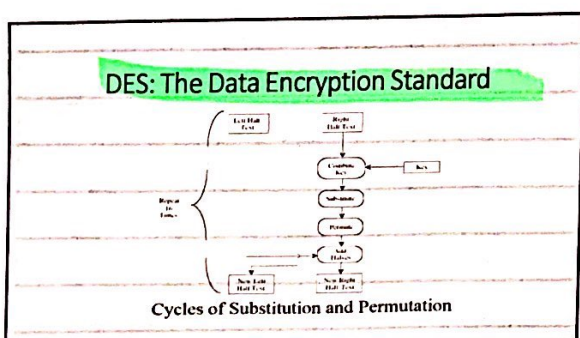 DES: The Data Encryption Standard
Left Half
Text
Right
Half Text
Combine
Key
Key
Substitute
Repeat
16
Times
Permute
Add
Halves
New Left
Half Text
New Right
Half Text
Cycles of Substitution and Permutation